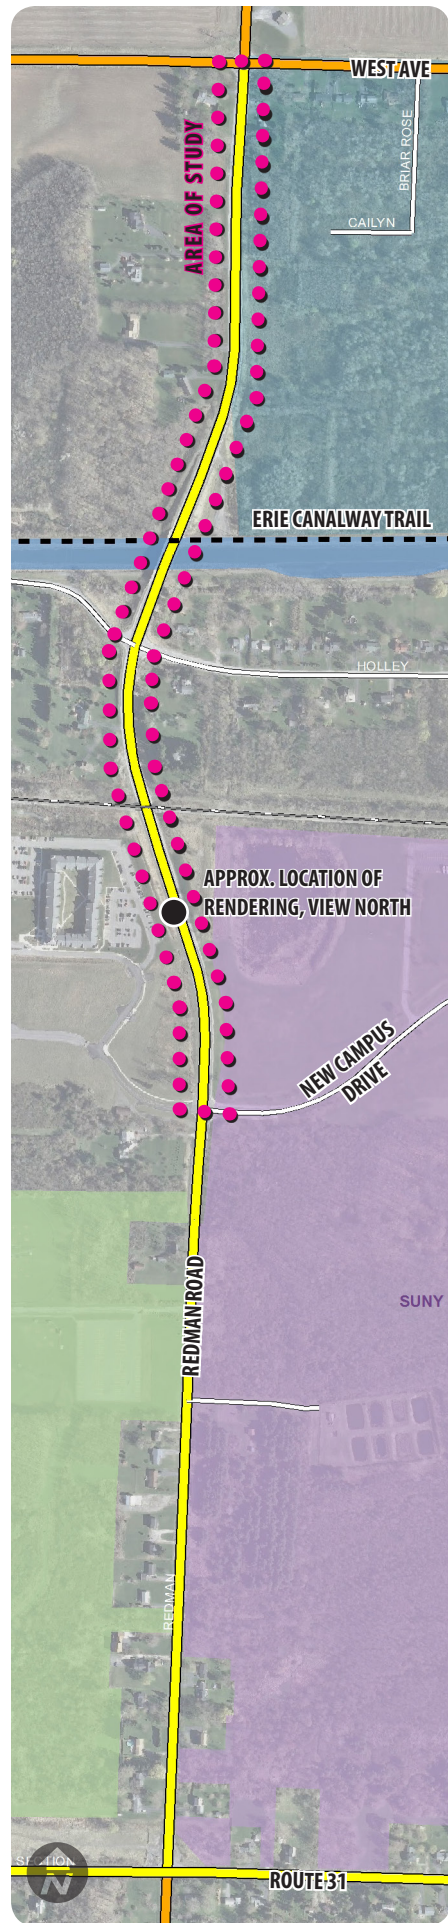 WEST AVE
BRIAR ROSE
AREA OF STUDY
CAILYN
ERIE CANALWAY TRAIL
HOLLEY
APPROX. LOCATION OF
RENDERING, VIEW NORTH
NEW CAMPUS
DRIVE
REDMAN ROAD
SUNY
REDMAN
SECTION
N
ROUTE 31